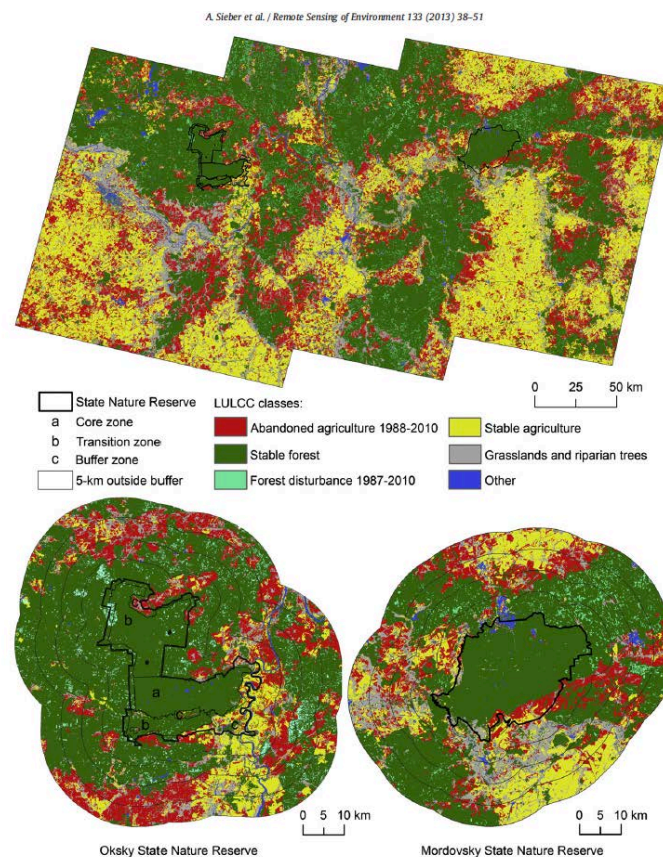 A. Sieber et al. / Remote Sensing of Environment 133 (2013) 38–51
0 25 50 km
State Nature Reserve
a Core zone
b Transition zone
c Buffer zone
5-km outside buffer
LULCC classes:
Abandoned agriculture 1988-2010
Stable forest
Forest disturbance 1987-2010
Stable agriculture
Grasslands and riparian trees
Other
b
a
b
c
c
0 5 10 km
Oksky State Nature Reserve
0 5 10 km
Mordovsky State Nature Reserve